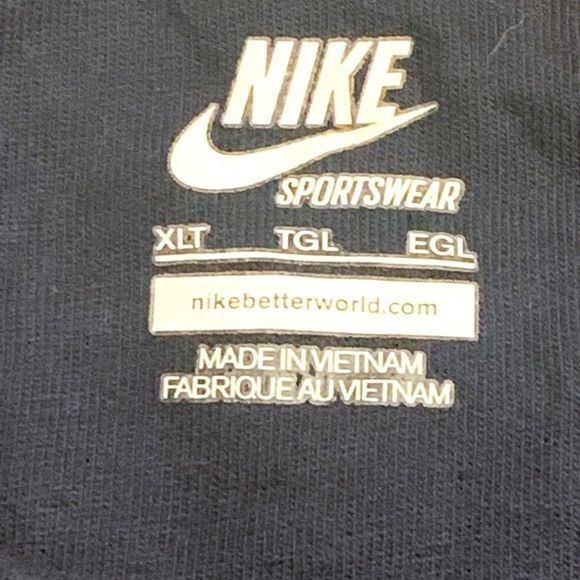 NIKE
SPORTSWEAR
XLT TGL EGL
nikebetterworld.com
MADE IN VIETNAM
FABRIQUE AU VIETNAM